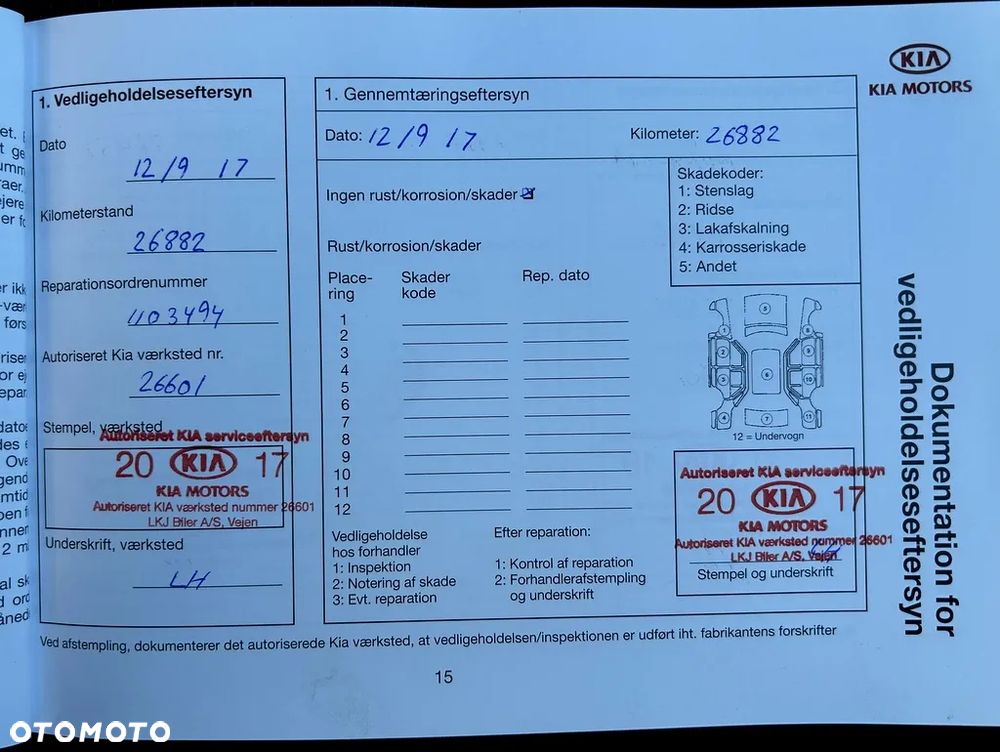 KIA
KIA MOTORS
Dokumentation for
vedligeholdelseseftersyn
1. Vedligeholdelseseftersyn
Dato
12/9 17
Kilometerstand
26882
Reparationsordrenummer
1103494
Autoriseret Kia værksted nr.
26601
Stempel, værksted
Autoriseret KIA serviceeftersyn
20 KIA 17
KIA MOTORS
Autoriseret KIA værksted nummer 26601
LKJ Biler A/S, Vejen
Underskrift, værksted
LH
1. Gennemtæringseftersyn
Dato: 12/9 17
Kilometer: 26882
Ingen rust/korrosion/skader
Rust/korrosion/skader
Skadekoder:
1: Stenslag
2: Ridse
3: Lakafskalning
4: Karrosseriskade
5: Andet
Place-
ring
Skader
kode
Rep. dato
1
2
3
4
5
6
7
8
9
10
11
12
12 = Undervogn
Vedligeholdelse
hos forhandler
1: Inspektion
2: Notering af skade
3: Evt. reparation
Efter reparation:
1: Kontrol af reparation
2: Forhandlerafstempling
og underskrift
Autoriseret KIA serviceeftersyn
20 KIA 17
KIA MOTORS
Autoriseret KIA værksted nummer 26601
LKJ Biler A/S, Vejen
LH
Stempel og underskrift
Ved afstempling, dokumenterer det autoriserede Kia værksted, at vedligeholdelsen/inspektionen er udført iht. fabrikantens forskrifter
15
OTOMOTO